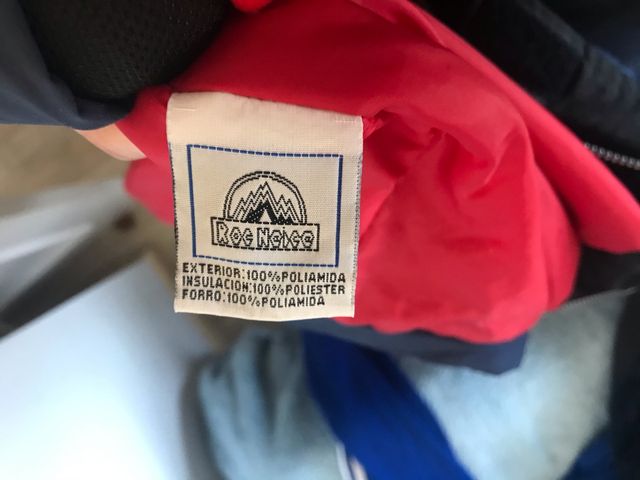 Roc Neige
EXTERIOR:100%POLIAMIDA
INSULACION:100%POLIESTER
FORRO:100%POLIAMIDA